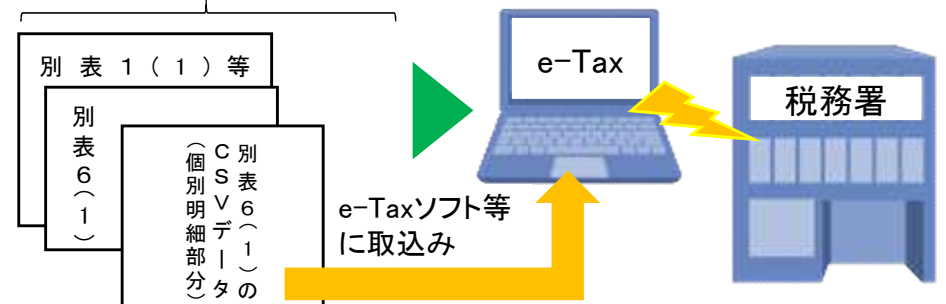 別表1(1)等
別表6(1)
別表6(1)の
CSVデータ
(個別明細部分)
e-Taxソフト等
に取込み
e-Tax
税務署